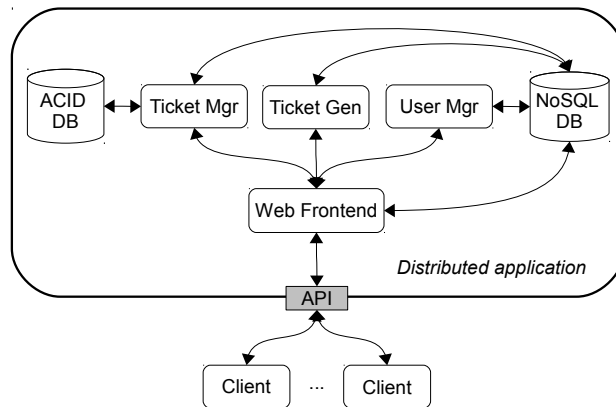 ACID
DB
Ticket Mgr
Ticket Gen
User Mgr
NoSQL
DB
Web Frontend
Distributed application
API
Client
...
Client